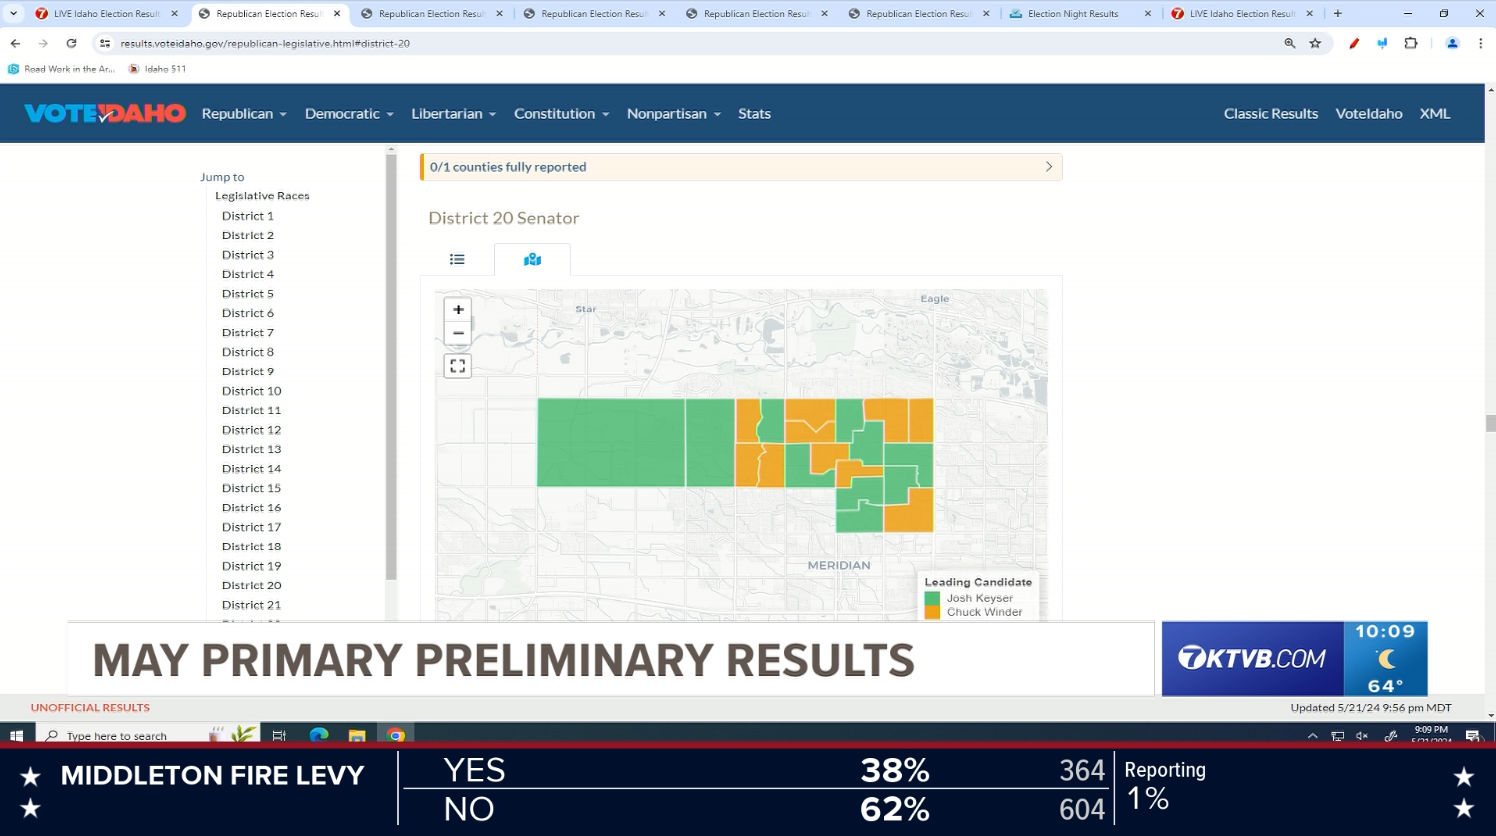 LIVE Idaho Election Result
Republican Election Resu
Republican Election Resu
Republican Election Resu
Republican Election Resu
Republican Election Resu
Election Night Results
LIVE Idaho Election Resul
results.voteidaho.gov/republican-legislative.html#district-20
Road Work in the Ar...
Idaho 511
VOTE IDAHO
Republican
Democratic
Libertarian
Constitution
Nonpartisan
Stats
Classic Results
VoteIdaho
XML
Jump to
Legislative Races
District 1
District 2
District 3
District 4
District 5
District 6
District 7
District 8
District 9
District 10
District 11
District 12
District 13
District 14
District 15
District 16
District 17
District 18
District 19
District 20
District 21
0/1 counties fully reported
District 20 Senator
+
−
Star
Eagle
MERIDIAN
Leading Candidate
Josh Keyser
Chuck Winder
MAY PRIMARY PRELIMINARY RESULTS
7KTVB.COM
10:09
64°
UNOFFICIAL RESULTS
Updated 5/21/24 9:56 pm MDT
Type here to search
9:09 PM
5/21/2024
MIDDLETON FIRE LEVY
YES 38% 364
NO 62% 604
Reporting
1%